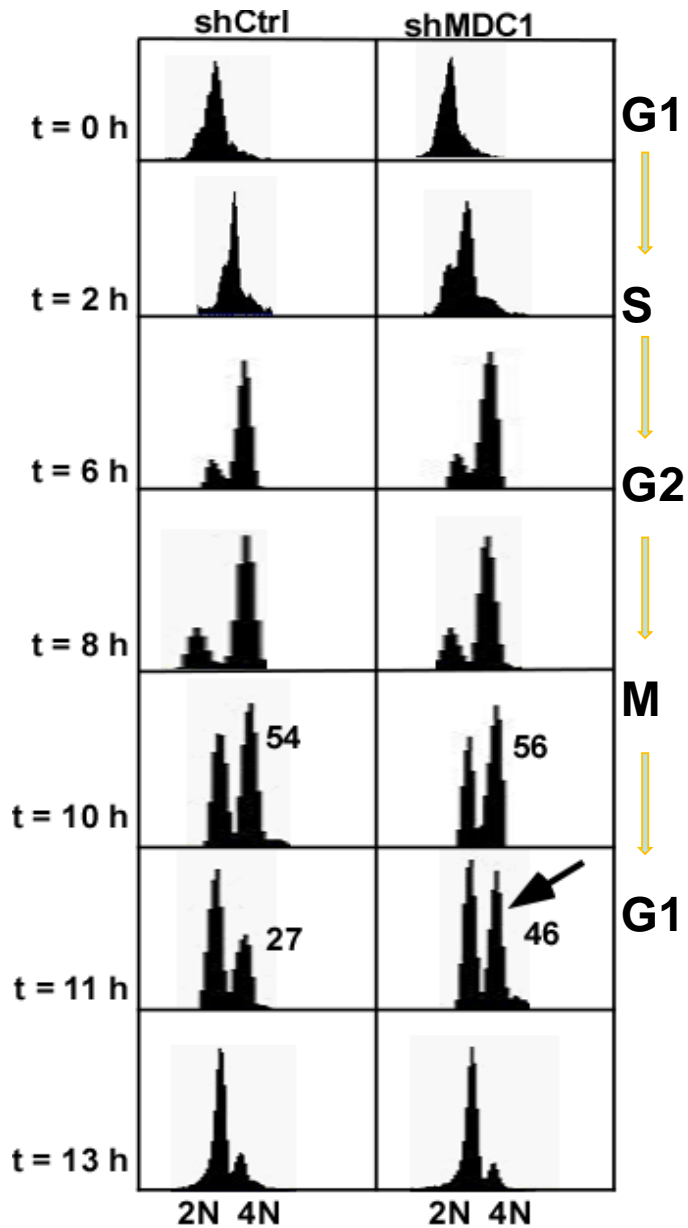 shCtrl shMDC1
t = 0 h G1
t = 2 h S
t = 6 h G2
t = 8 h
M
54 56
t = 10 h
G1
27 46
t = 11 h
t = 13 h
2N 4N 2N 4N